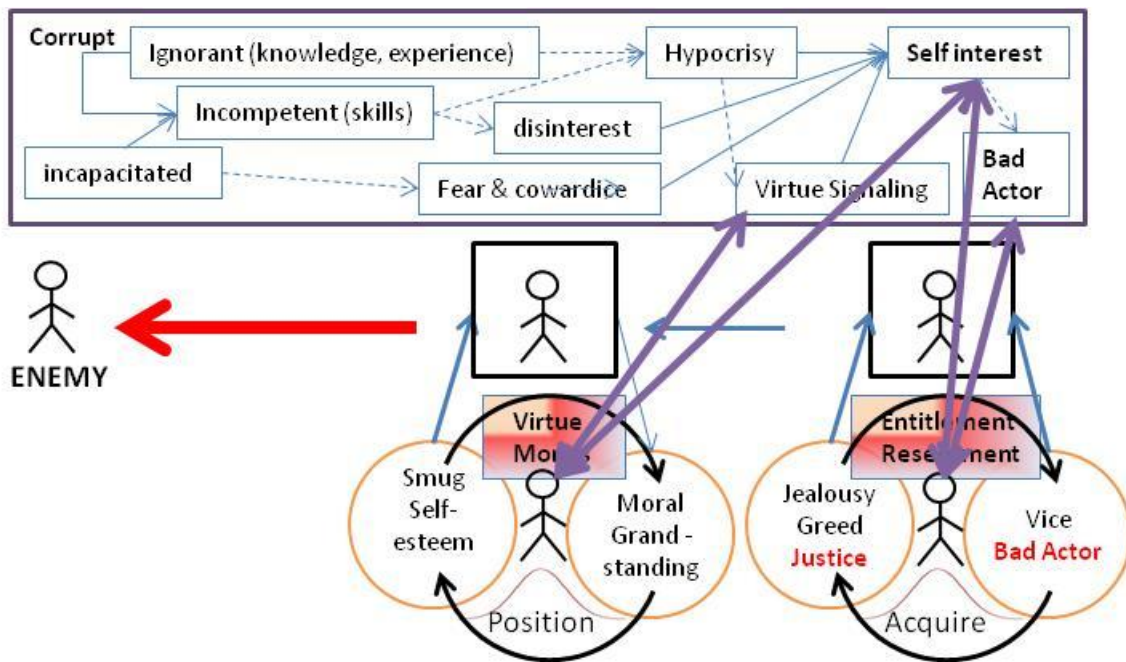 Corrupt
Ignorant (knowledge, experience)
Hypocrisy
Self interest
Incompetent (skills)
disinterest
incapacitated
Fear & cowardice
Virtue Signaling
Bad
Actor
ENEMY
Virtue
Smug
Self-
esteem
Moral
Grand -
standing
Position
Entitlement
Jealousy
Greed
Justice
Vice
Bad Actor
Acquire